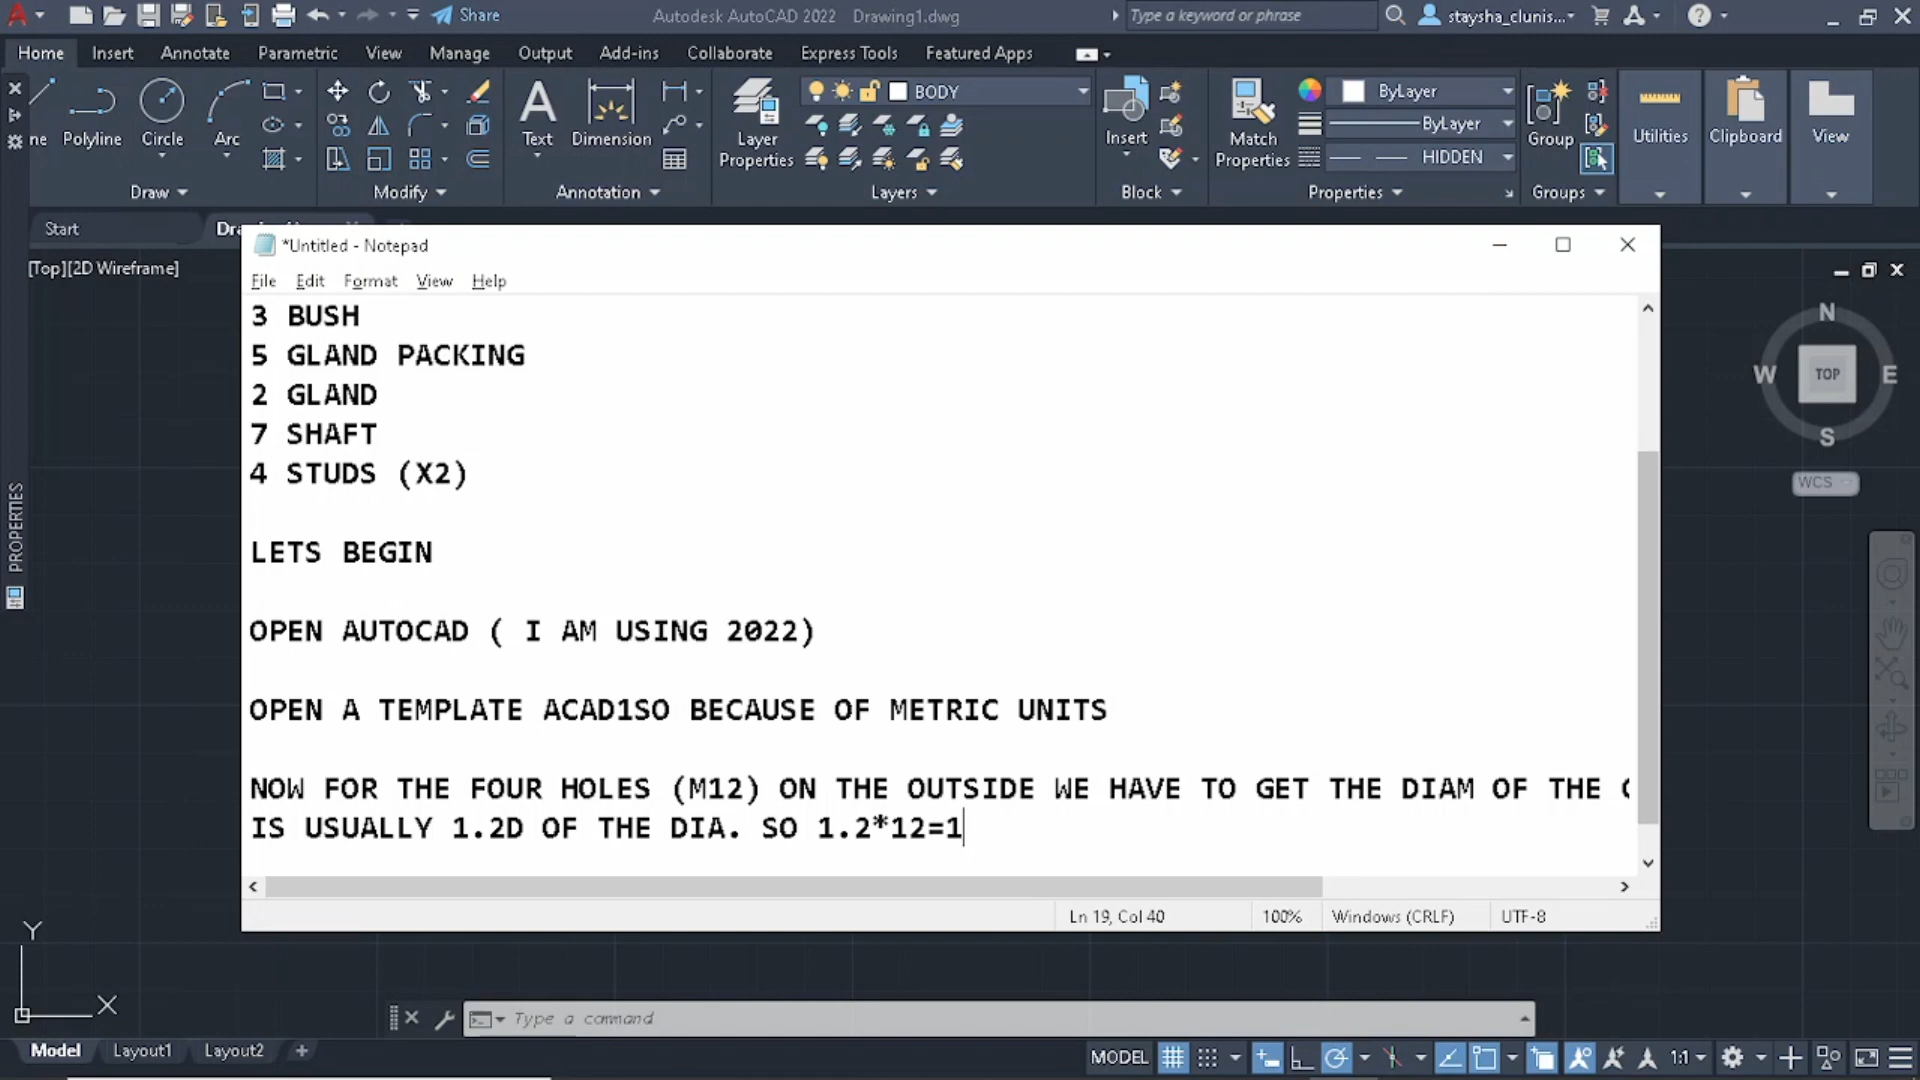 Share
Autodesk AutoCAD 2022 Drawing1.dwg
Type a keyword or phrase
staysha_clunis...
Home Insert Annotate Parametric View Manage Output Add-ins Collaborate Express Tools Featured Apps
ne Polyline Circle Arc
Draw
Modify
Text Dimension
Annotation
Layer Properties
BODY
Layers
Insert
Block
Match Properties
ByLayer
ByLayer
HIDDEN
Properties
Group
Groups
Utilities
Clipboard
View
Start
[Top][2D Wireframe]
*Untitled - Notepad
File Edit Format View Help
3 BUSH
5 GLAND PACKING
2 GLAND
7 SHAFT
4 STUDS (X2)
LETS BEGIN
OPEN AUTOCAD ( I AM USING 2022)
OPEN A TEMPLATE ACAD1SO BECAUSE OF METRIC UNITS
NOW FOR THE FOUR HOLES (M12) ON THE OUTSIDE WE HAVE TO GET THE DIAM OF THE
IS USUALLY 1.2D OF THE DIA. SO 1.2*12=1
Ln 19, Col 40 100% Windows (CRLF) UTF-8
N
W TOP E
S
WCS
PROPERTIES
Y
X
Type a command
Model Layout1 Layout2 +
MODEL 1:1